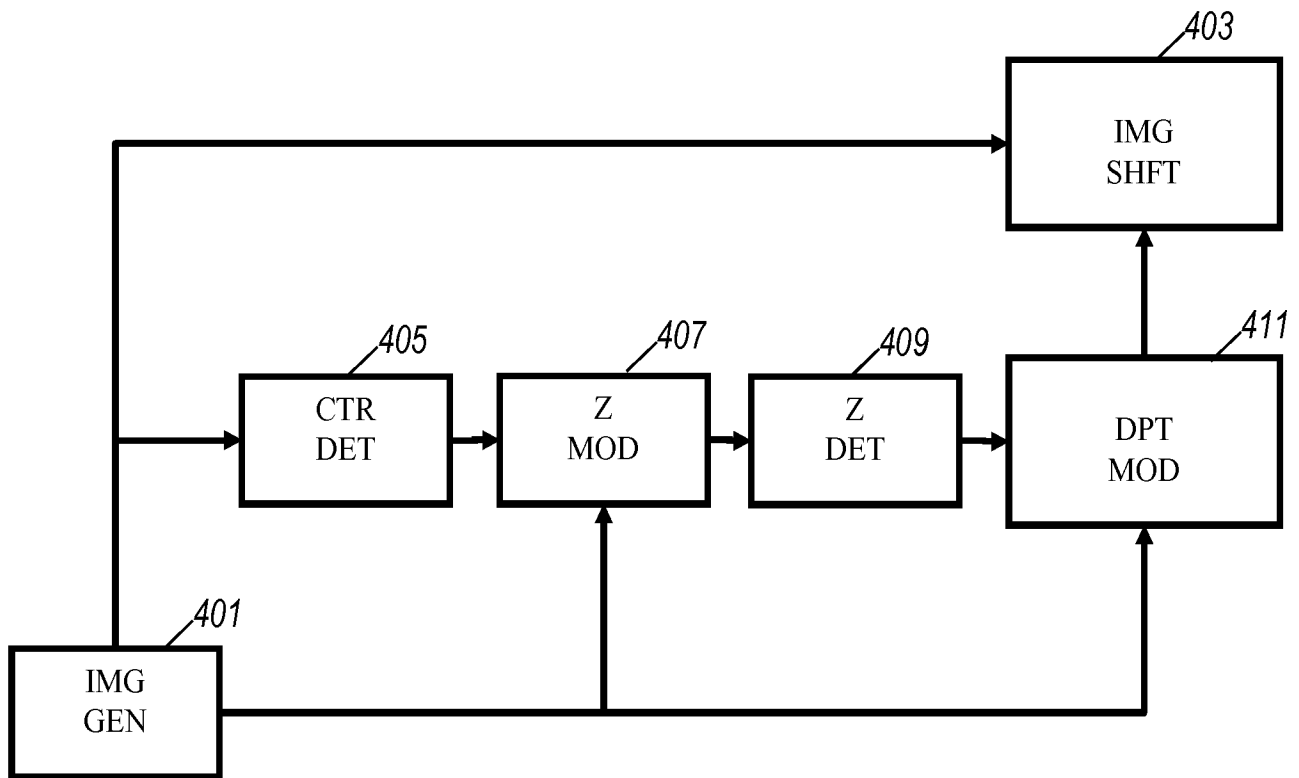 403
IMG
SHFT
405
CTR
DET
407
Z
MOD
409
Z
DET
411
DPT
MOD
401
IMG
GEN